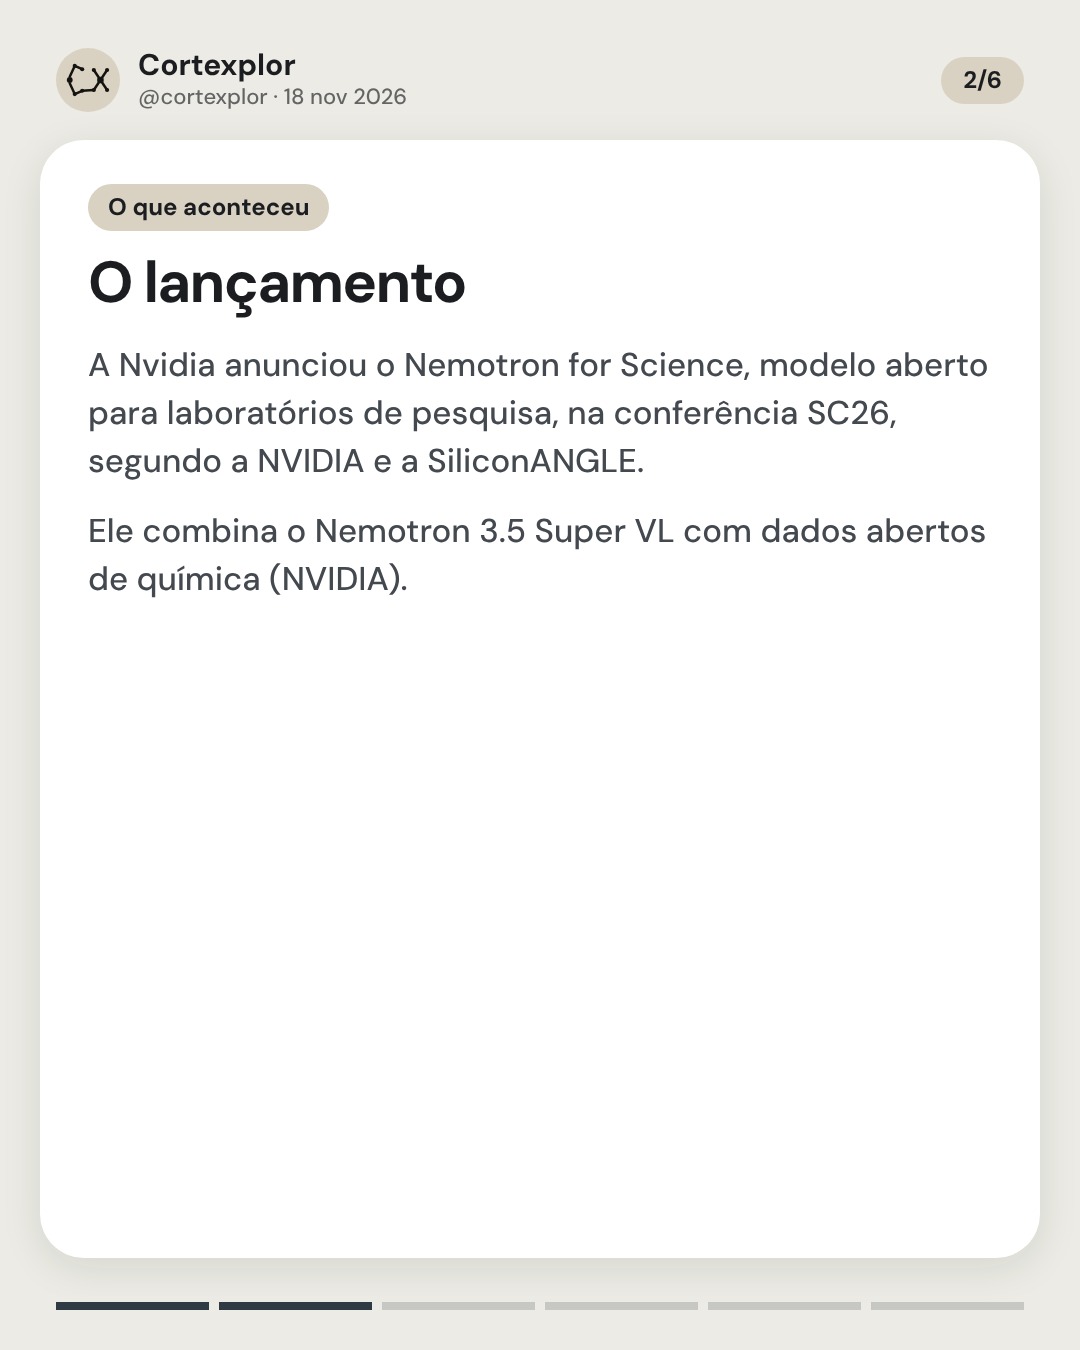 Cortexplor
@cortexplor · 18 nov 2026
2/6
O que aconteceu
O lançamento
A Nvidia anunciou o Nemotron for Science, modelo aberto
para laboratórios de pesquisa, na conferência SC26,
segundo a NVIDIA e a SiliconANGLE.
Ele combina o Nemotron 3.5 Super VL com dados abertos
de química (NVIDIA).